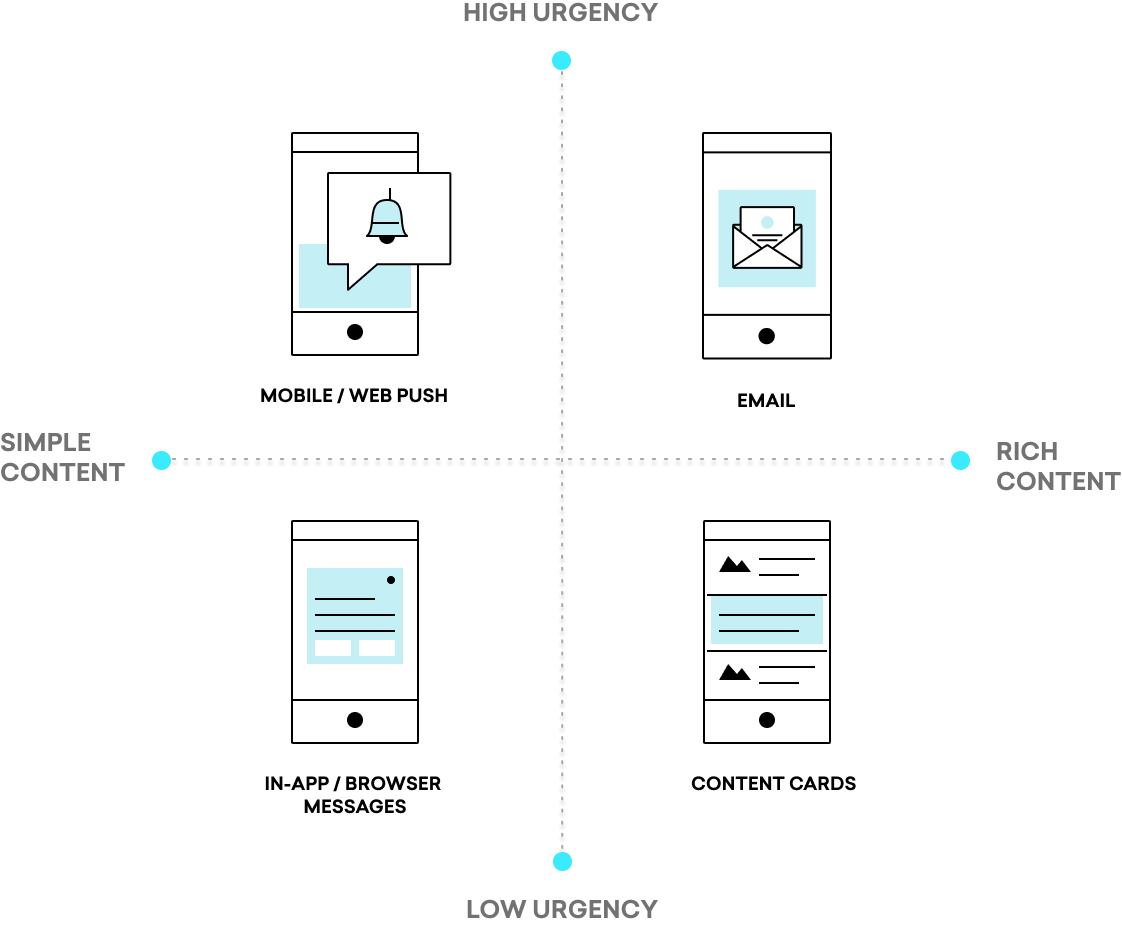 HIGH URGENCY
MOBILE / WEB PUSH
EMAIL
SIMPLE
CONTENT
RICH
CONTENT
IN-APP / BROWSER
MESSAGES
CONTENT CARDS
LOW URGENCY